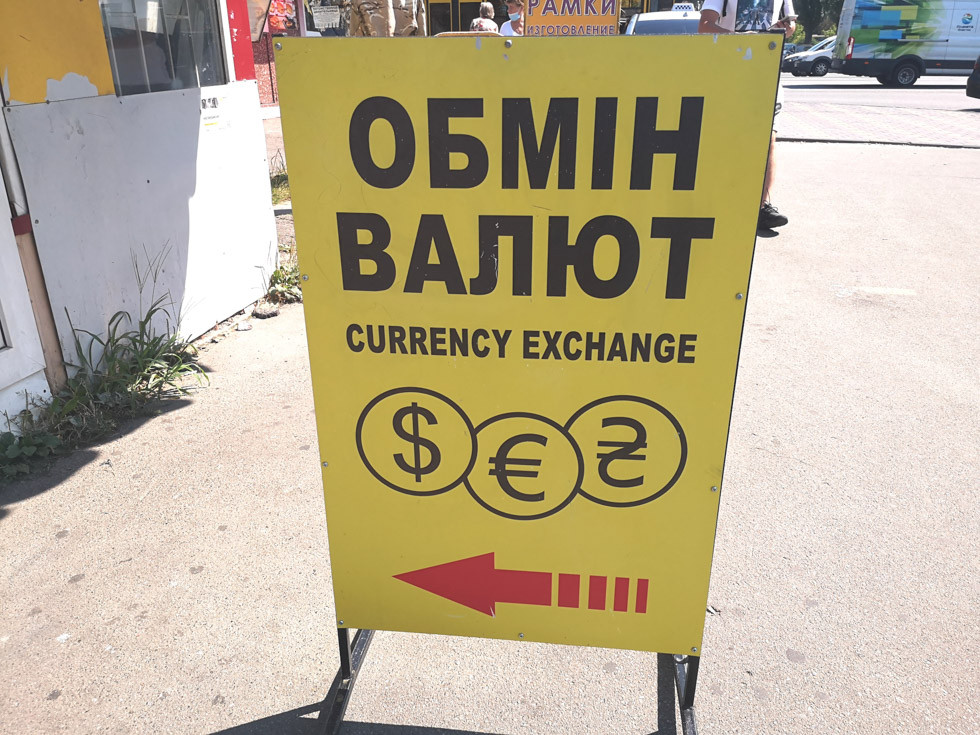 РАМКИ
ИЗГОТОВЛЕНИЕ
ОБМІН
ВАЛЮТ
CURRENCY EXCHANGE
$ € ₴